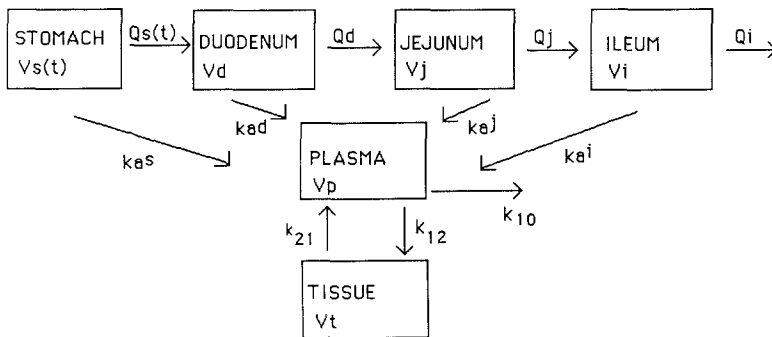 STOMACH
Vs(t)
Qs(t)
DUODENUM
Vd
Qd
JEJUNUM
Vj
Qj
ILEUM
Vi
Qi
kas
kad
kaj
kai
PLASMA
Vp
k10
k21
k12
TISSUE
Vt